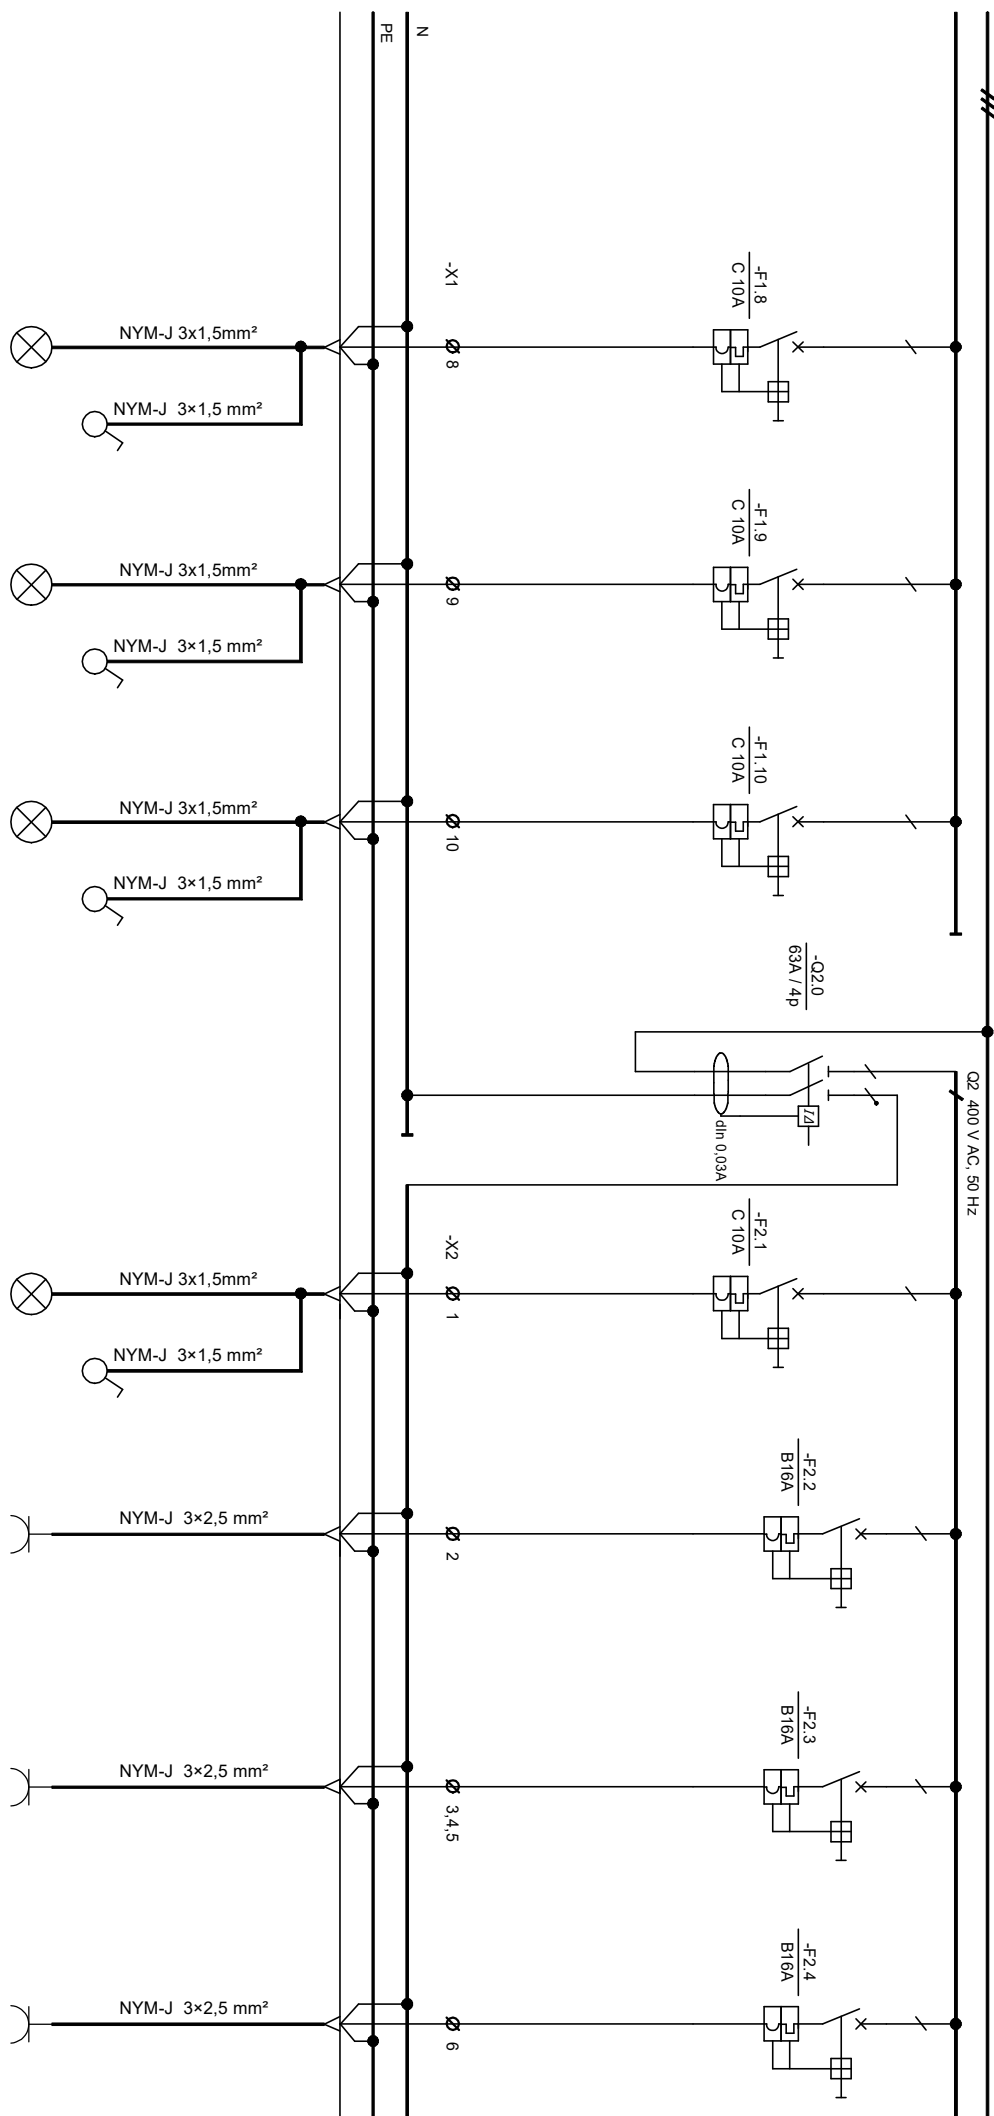 N
PE
-X1
-F1.8
C 10A
NYM-J 3x1,5mm²
8
NYM-J 3×1,5 mm²
-F1.9
C 10A
NYM-J 3x1,5mm²
9
NYM-J 3×1,5 mm²
-F1.10
C 10A
NYM-J 3x1,5mm²
10
NYM-J 3×1,5 mm²
-Q2.0
63A / 4p
Q2 400 V AC, 50 Hz
I∆
dIn 0,03A
-X2
-F2.1
C 10A
NYM-J 3x1,5mm²
1
NYM-J 3×1,5 mm²
-F2.2
B16A
NYM-J 3×2,5 mm²
2
-F2.3
B16A
NYM-J 3×2,5 mm²
3,4,5
-F2.4
B16A
NYM-J 3×2,5 mm²
6